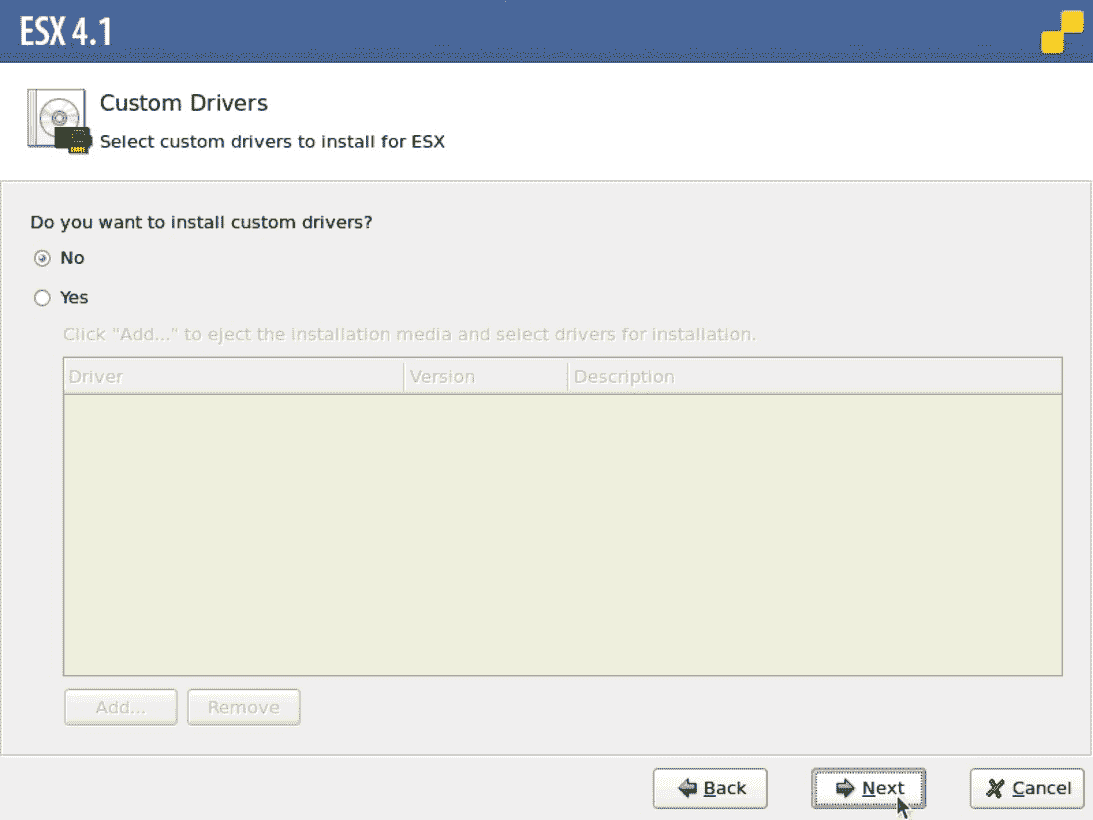 ESX 4.1
Custom Drivers
Select custom drivers to install for ESX
Do you want to install custom drivers?
No
Yes
Click "Add..." to eject the installation media and select drivers for installation.
Driver Version Description
Add... Remove
Back Next Cancel